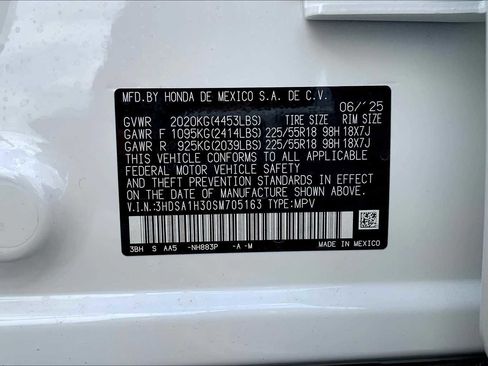 MFD.BY HONDA DE MEXICO S.A. DE C.V.
06/'25
GVWR 2020KG(4453LBS) TIRE SIZE RIM SIZE
GAWR F 1095KG(2414LBS) 225/55R18 98H 18X7J
GAWR R 925KG(2039LBS) 225/55R18 98H 18X7J
THIS VEHICLE CONFORMS TO ALL APPLICABLE
FEDERAL MOTOR VEHICLE SAFETY
AND THEFT PREVENTION STANDARDS IN EFFECT
ON THE DATE OF MANUFACTURE SHOWN ABOVE.
V.I.N:3HDSA1H30SM705163 TYPE:MPV
3BH S AA5 -NH883P -A -M MADE IN MEXICO